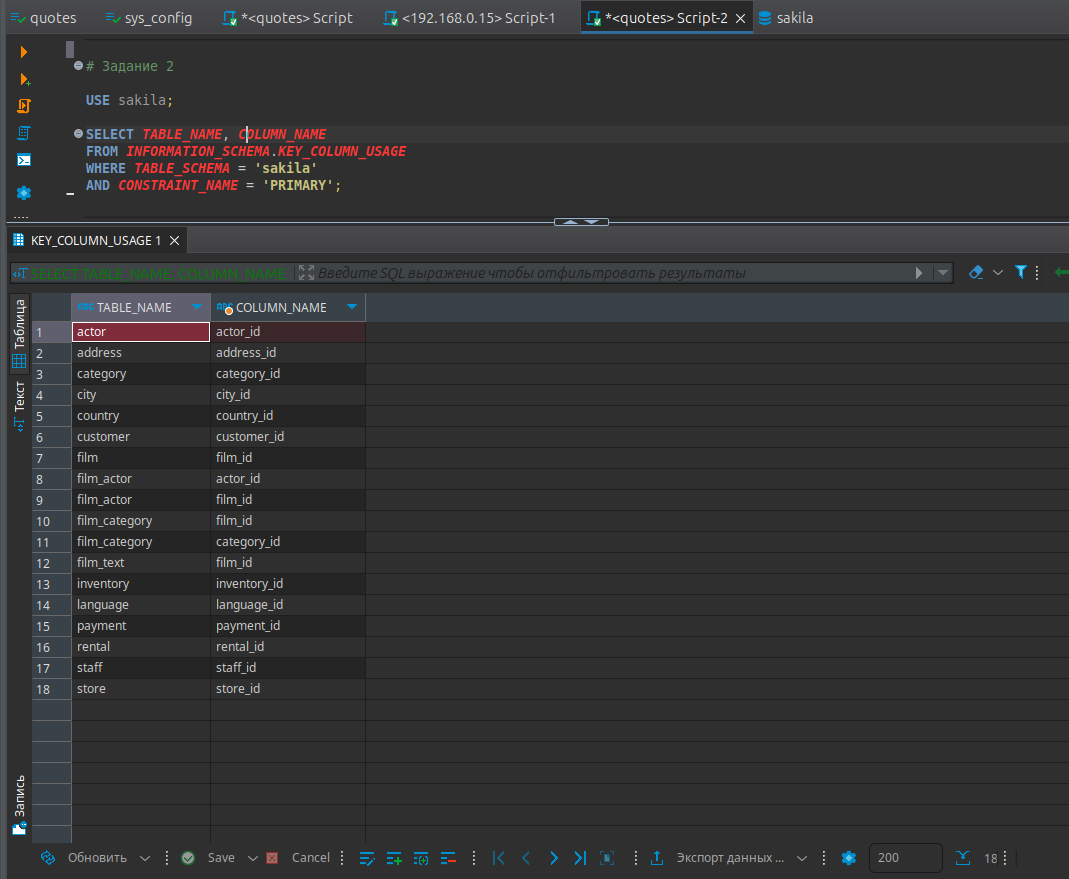 quotes sys_config *<quotes> Script <192.168.0.15> Script-1 *<quotes> Script-2 sakila
# Задание 2
USE sakila;
SELECT TABLE_NAME, COLUMN_NAME
FROM INFORMATION_SCHEMA.KEY_COLUMN_USAGE
WHERE TABLE_SCHEMA = 'sakila'
AND CONSTRAINT_NAME = 'PRIMARY';
KEY_COLUMN_USAGE 1
SELECT TABLE_NAME, COLUMN_NAME Введите SQL выражение чтобы отфильтровать результаты
Таблица
Текст
Запись
ABC TABLE_NAME ABC COLUMN_NAME
1 actor actor_id
2 address address_id
3 category category_id
4 city city_id
5 country country_id
6 customer customer_id
7 film film_id
8 film_actor actor_id
9 film_actor film_id
10 film_category film_id
11 film_category category_id
12 film_text film_id
13 inventory inventory_id
14 language language_id
15 payment payment_id
16 rental rental_id
17 staff staff_id
18 store store_id
Обновить Save Cancel Экспорт данных ... 200 18